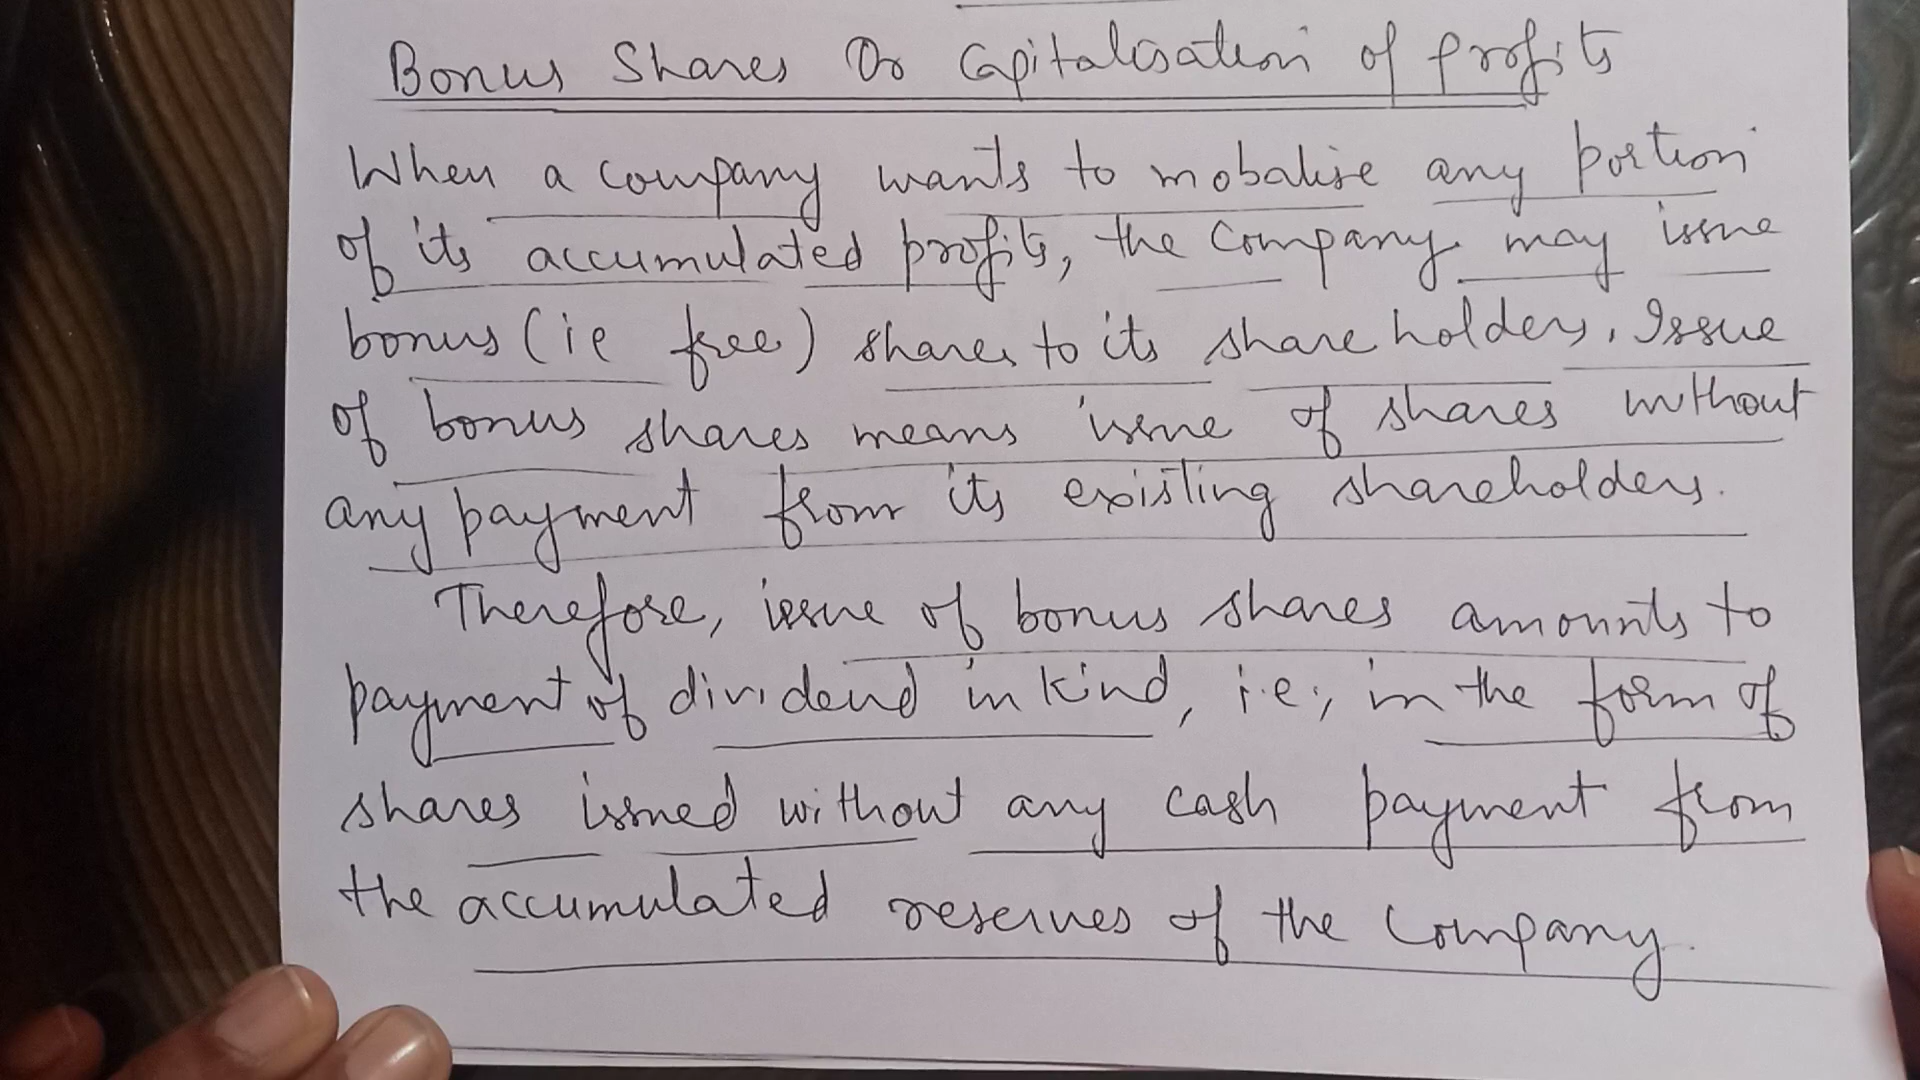 Bonus Shares Or Capitalisation of Profits
When a company wants to mobalise any portion
of its accumulated profits, the company may issue
bonus (ie free) shares to its shareholders. Issue
of bonus shares means issue of shares without
any payment from its existing shareholders.
Therefore, issue of bonus shares amounts to
payment of dividend in kind, i.e., in the form of
shares issued without any cash payment from
the accumulated reserves of the company.